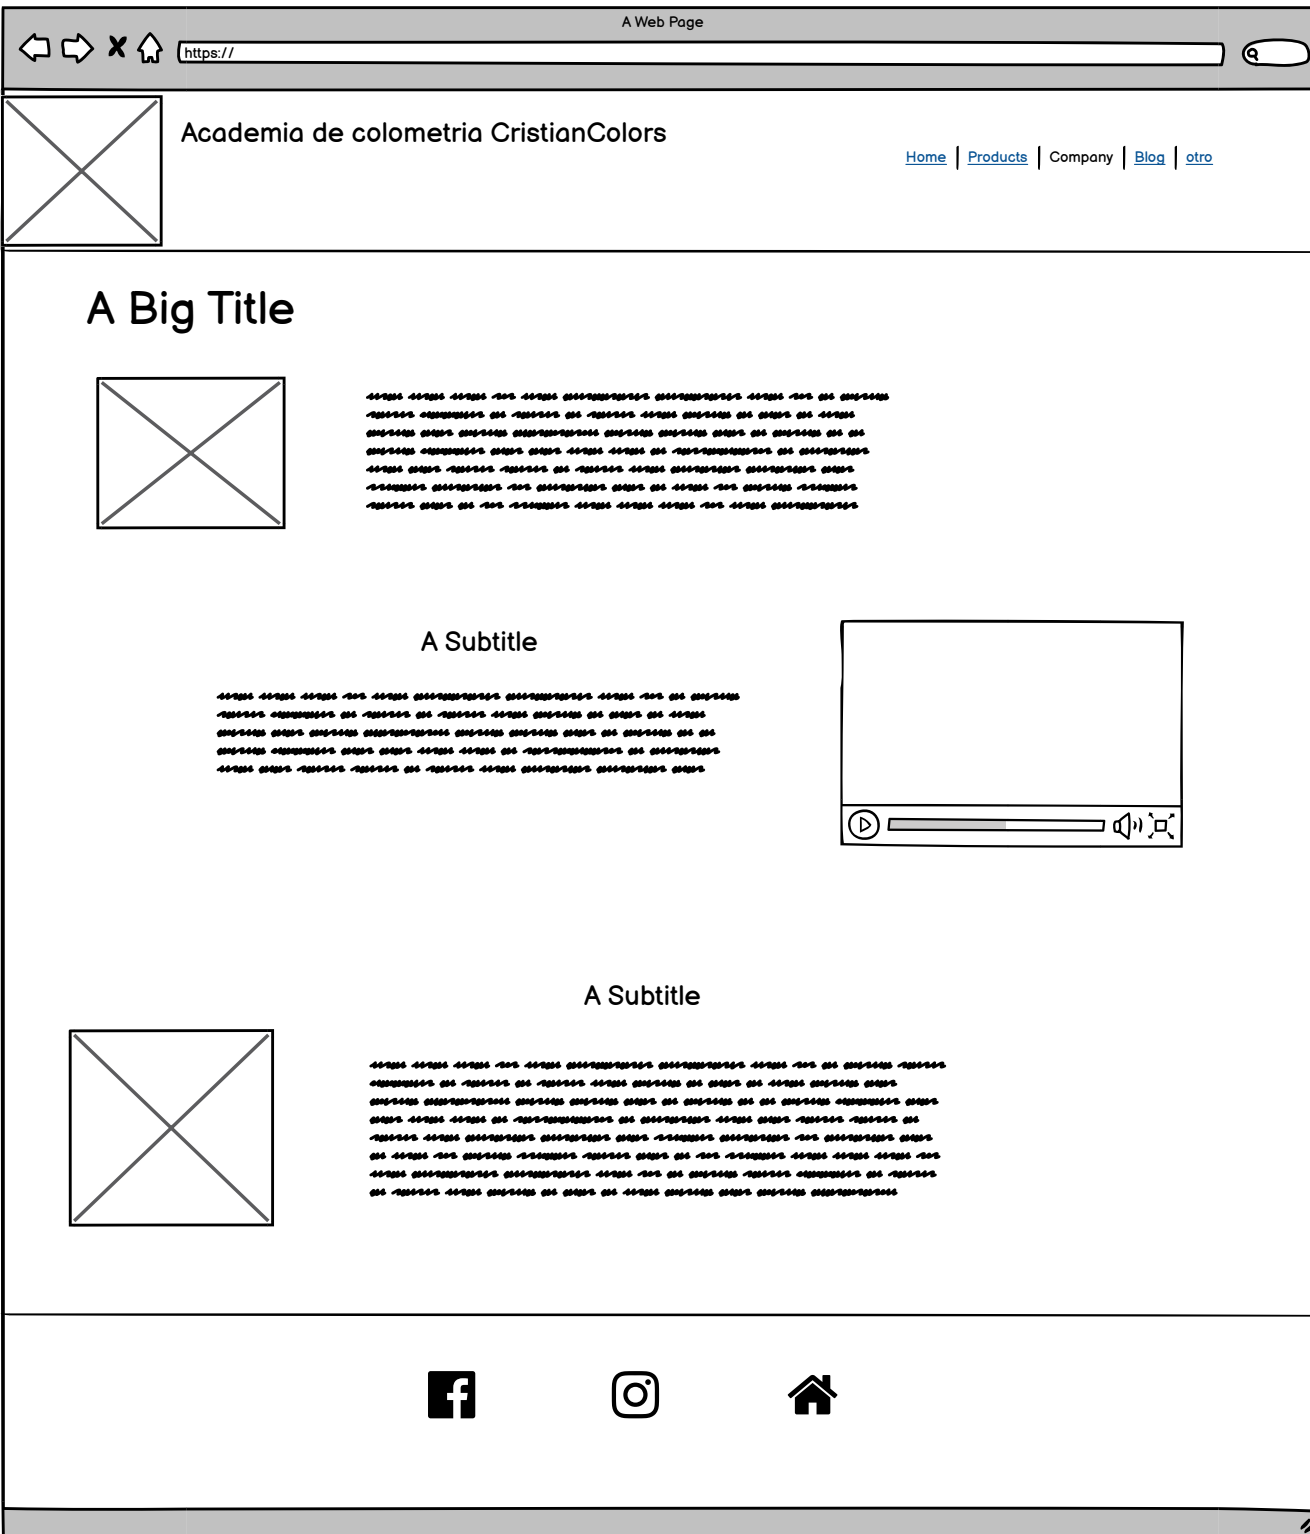 A Web Page
https://
Academia de colometria CristianColors
Home | Products | Company | Blog | otro
A Big Title
A Subtitle
A Subtitle